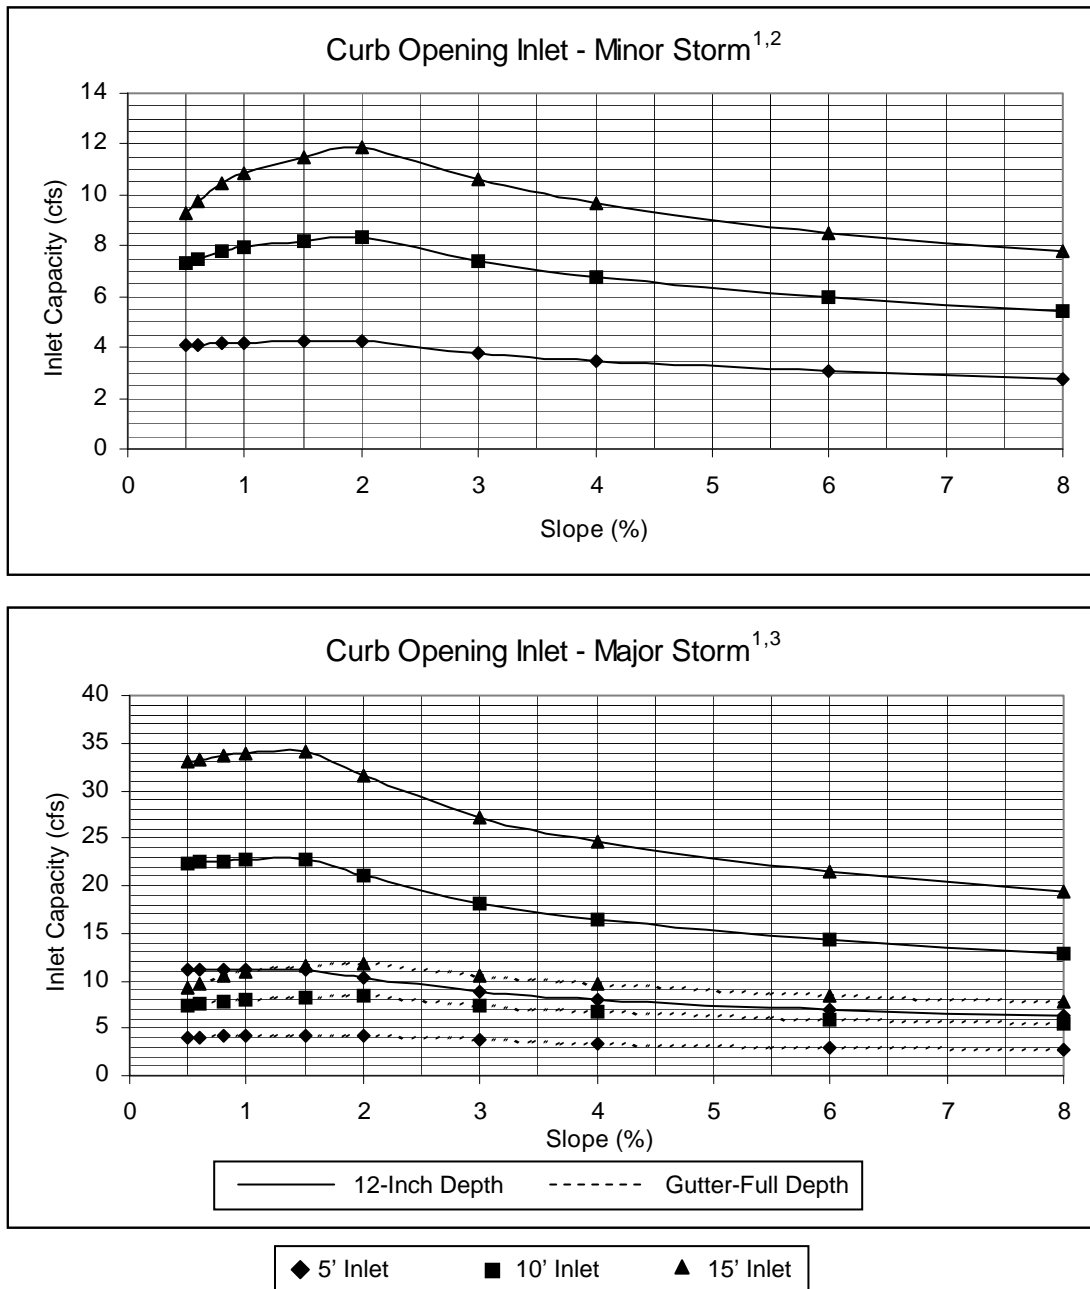 Curb Opening Inlet - Minor Storm1,2
14
12
10
8
6
4
2
0
Inlet Capacity (cfs)
0 1 2 3 4 5 6 7 8
Slope (%)
Curb Opening Inlet - Major Storm1,3
40
35
30
25
20
15
10
5
0
Inlet Capacity (cfs)
0 1 2 3 4 5 6 7 8
Slope (%)
12-Inch Depth Gutter-Full Depth
5' Inlet 10' Inlet 15' Inlet